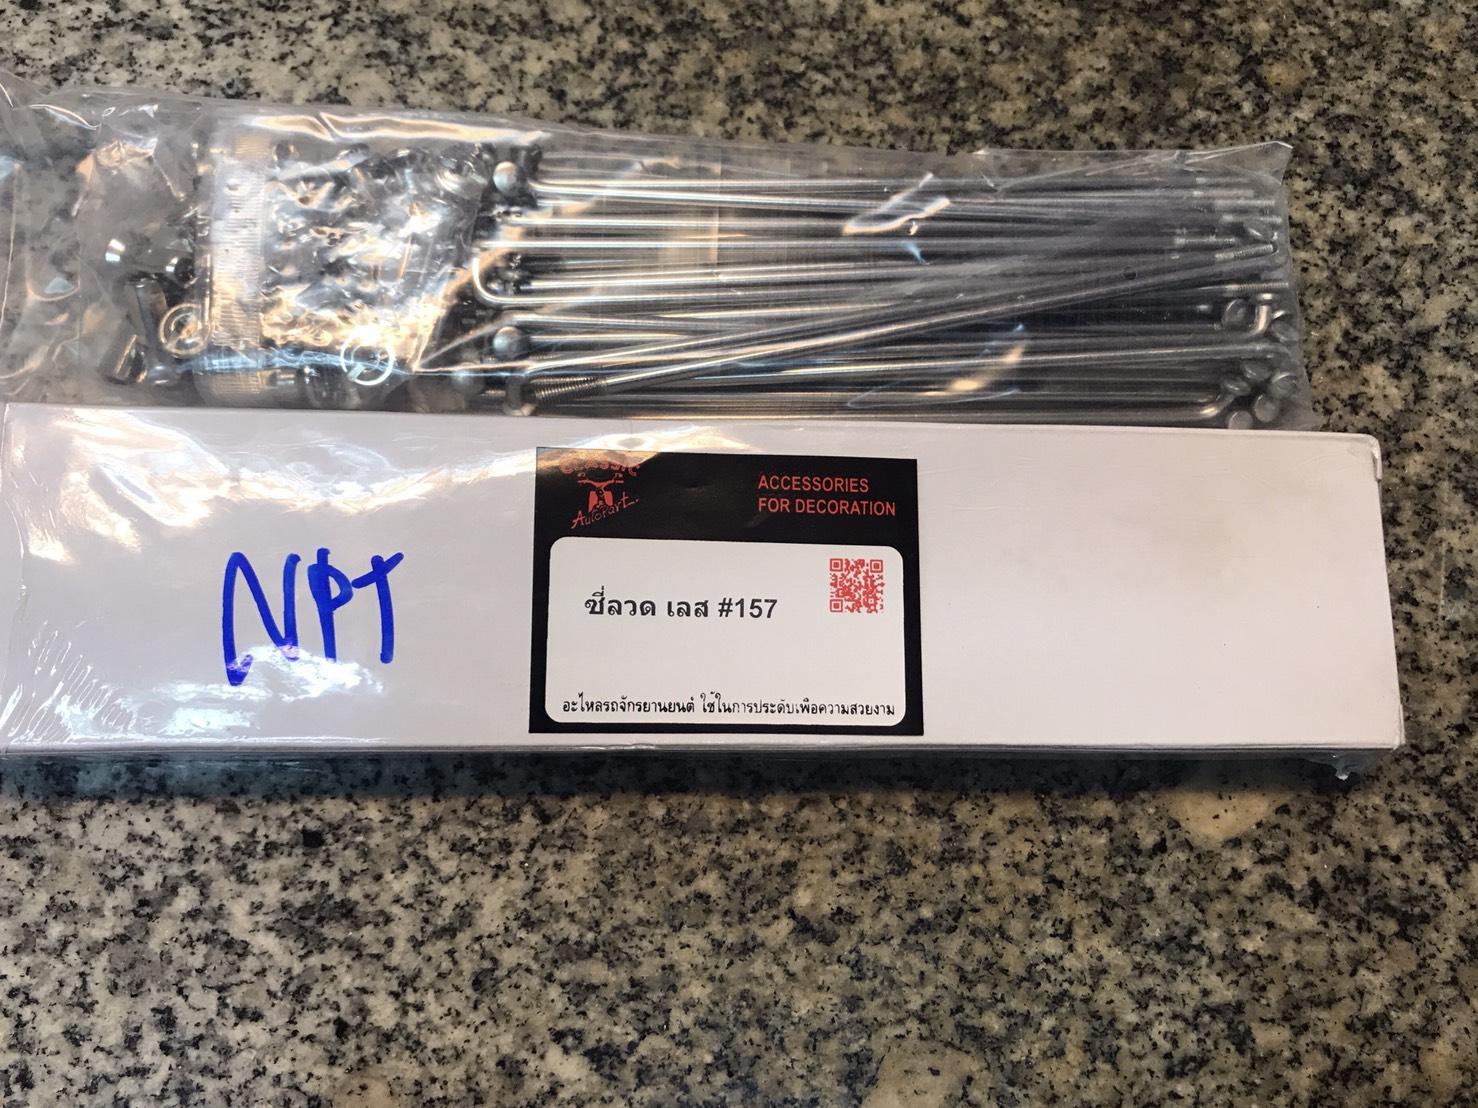 CLASSIC
Autopart.
ACCESSORIES
FOR DECORATION
NPT
ซี่ลวด เลส #157
อะไหล่รถจักรยานยนต์ ใช้ในการประดับเพื่อความสวยงาม